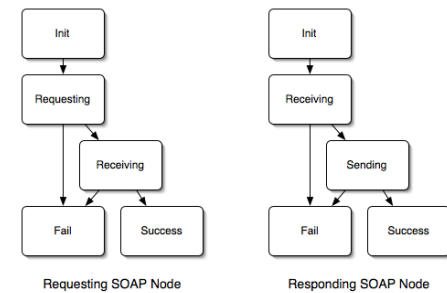 Init
Requesting
Receiving
Fail
Success
Requesting SOAP Node
Init
Receiving
Sending
Fail
Success
Responding SOAP Node